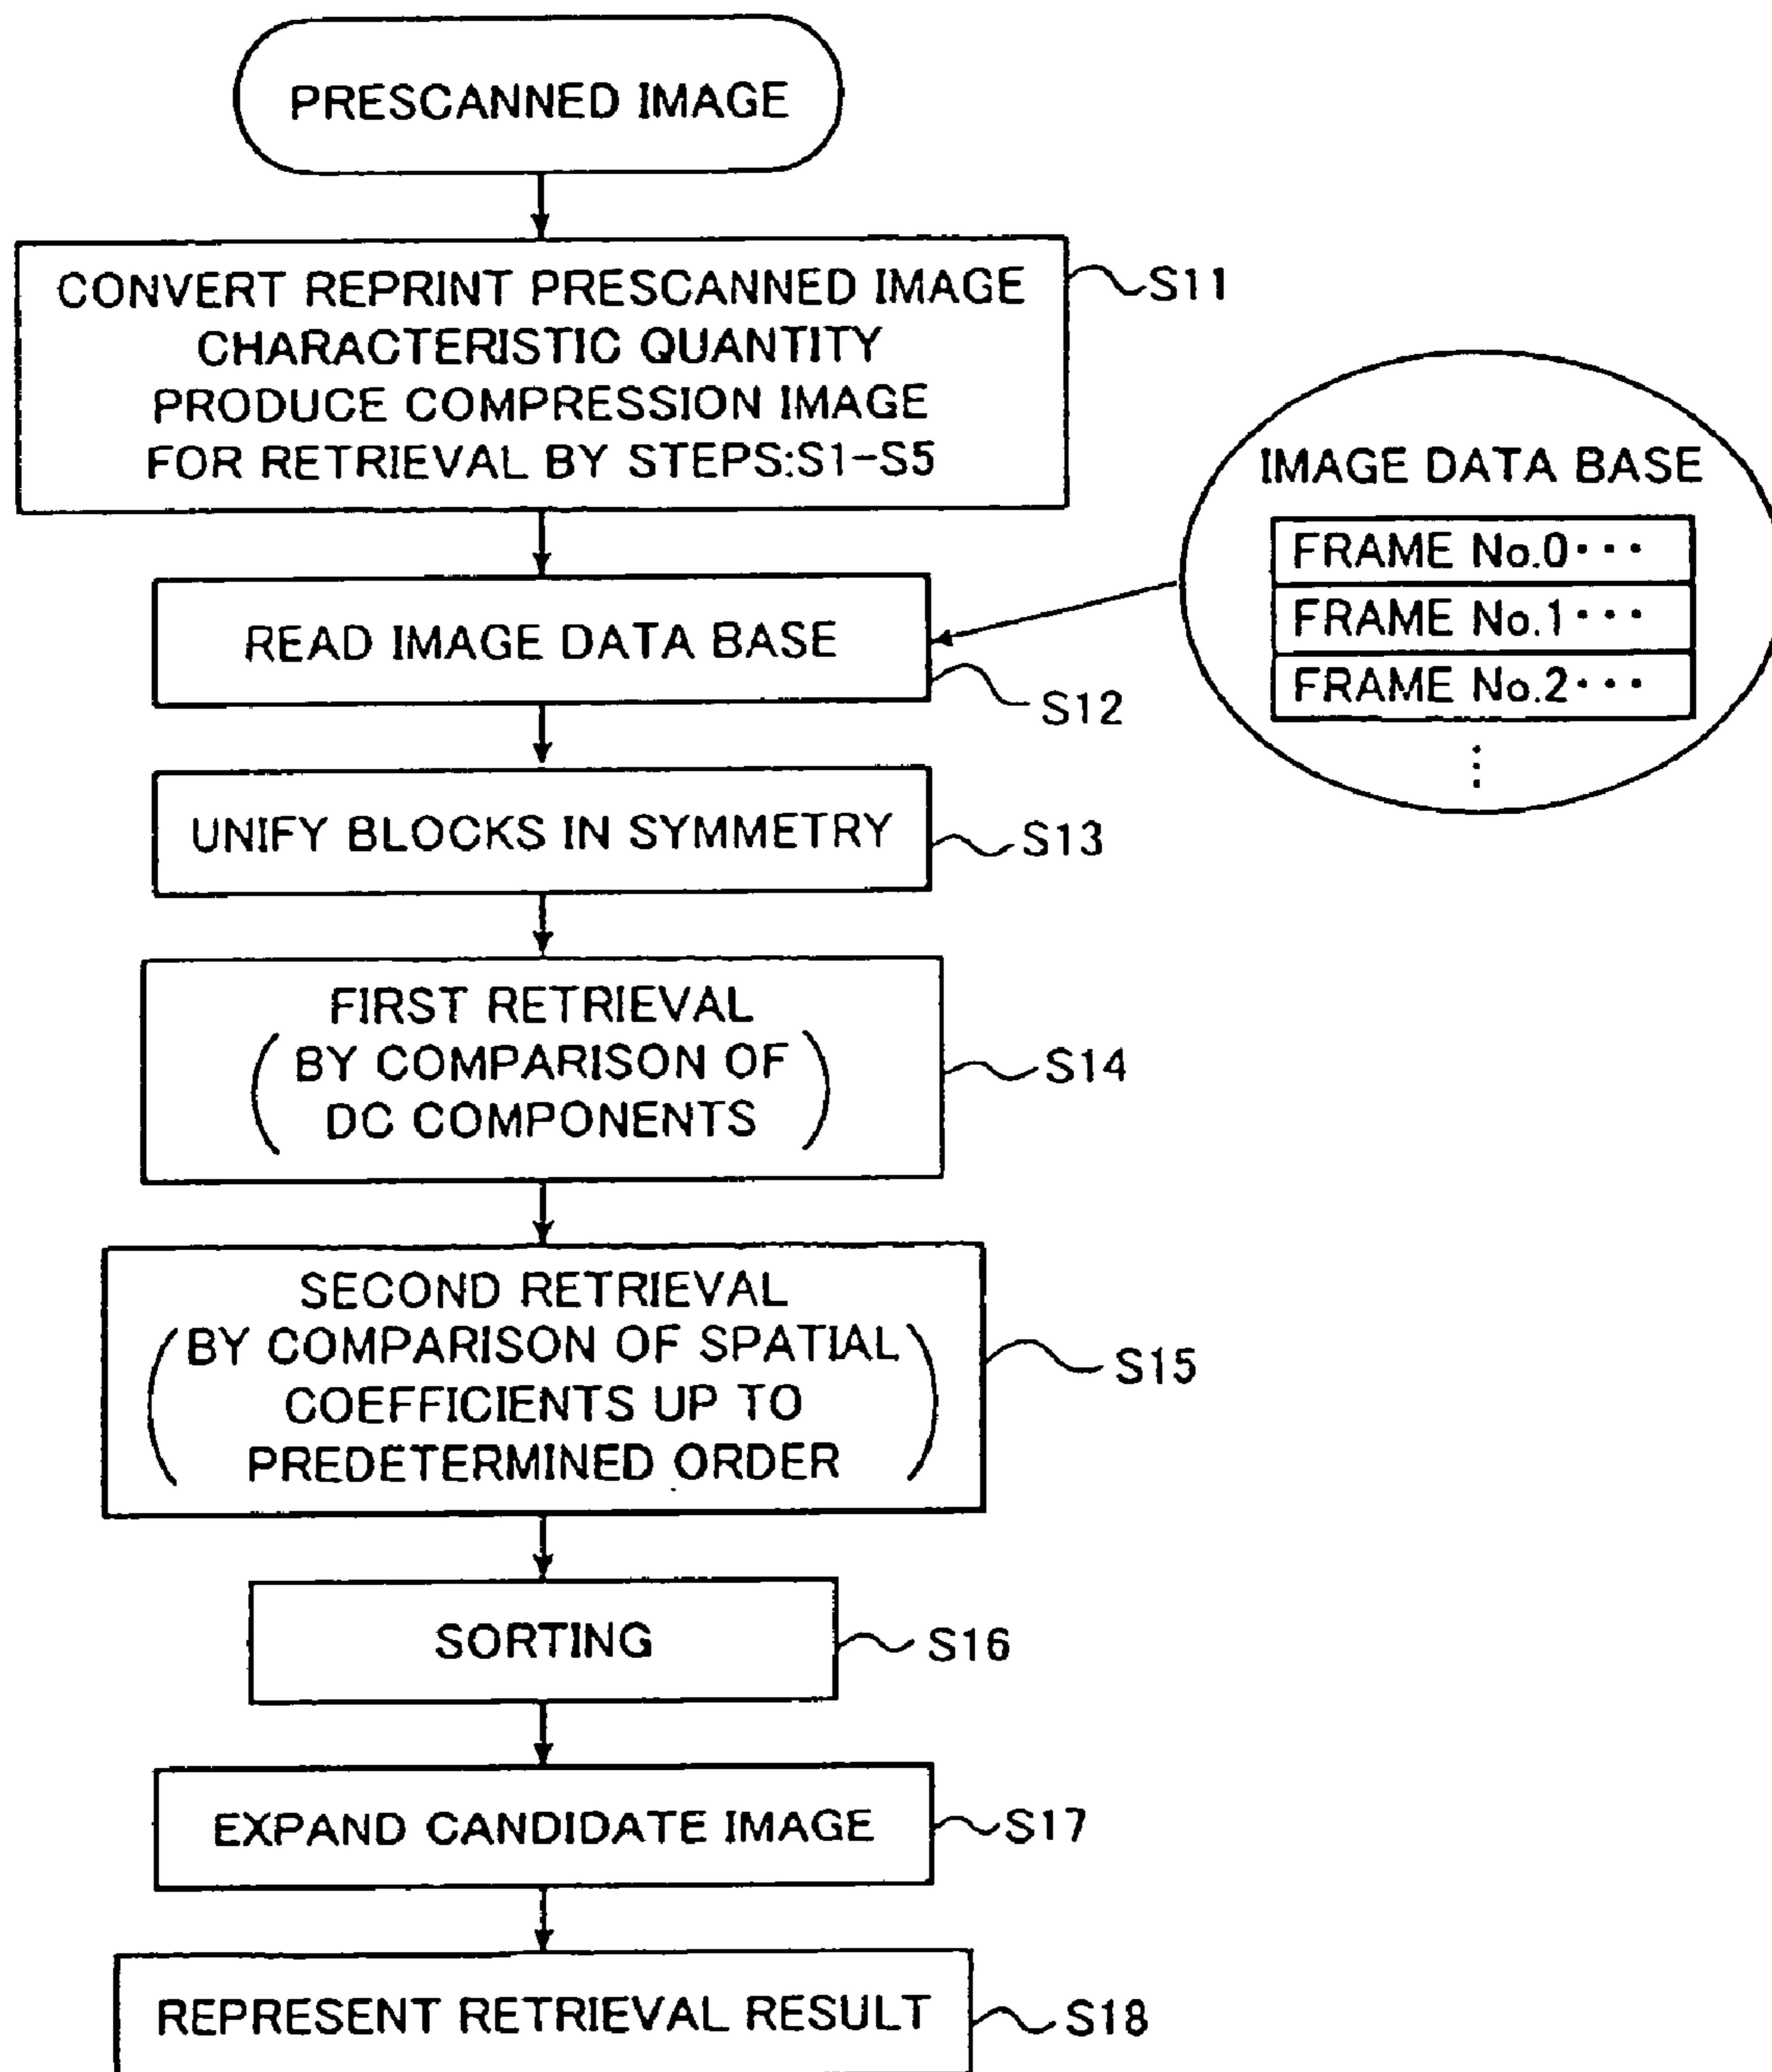 PRESCANNED IMAGE
CONVERT REPRINT PRESCANNED IMAGE
CHARACTERISTIC QUANTITY
PRODUCE COMPRESSION IMAGE
FOR RETRIEVAL BY STEPS:S1-S5
S11
IMAGE DATA BASE
FRAME No.0···
FRAME No.1···
FRAME No.2···
⋮
READ IMAGE DATA BASE
S12
UNIFY BLOCKS IN SYMMETRY
S13
FIRST RETRIEVAL
(BY COMPARISON OF
DC COMPONENTS)
S14
SECOND RETRIEVAL
(BY COMPARISON OF SPATIAL
COEFFICIENTS UP TO
PREDETERMINED ORDER)
S15
SORTING
S16
EXPAND CANDIDATE IMAGE
S17
REPRESENT RETRIEVAL RESULT
S18